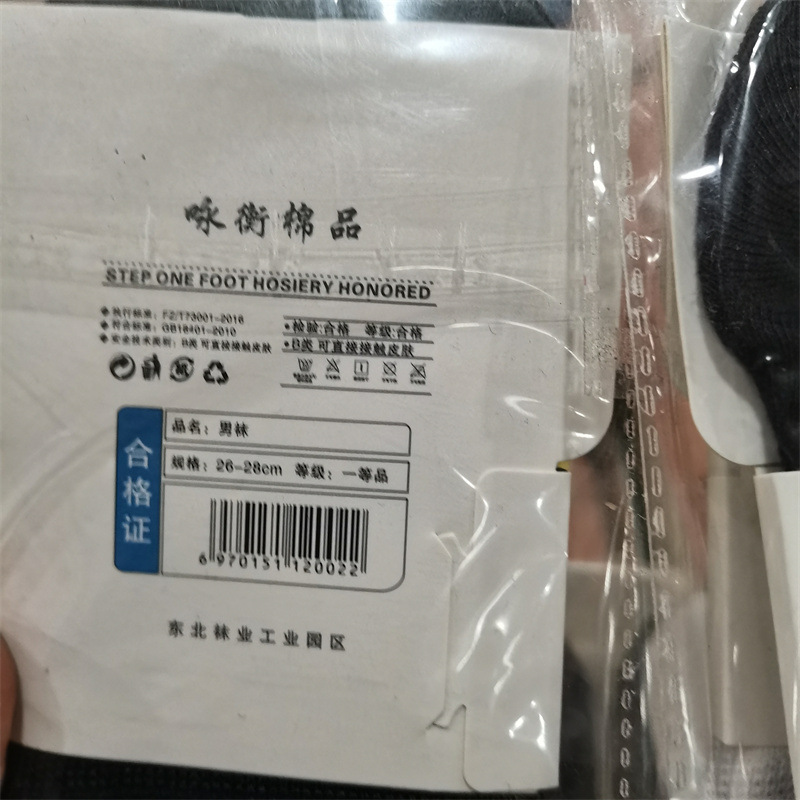 咏衡棉品
STEP ONE FOOT HOSIERY HONORED
◆执行标准：FZ/T73001-2016
◆符合标准：GB18401-2010
◆安全技术类别：B类 可直接接触皮肤
•检验:合格 等级:合格
•B类 可直接接触皮肤
合格证
品名：男袜
规格：26-28cm 等级：一等品
6 970151 120022
东北袜业工业园区